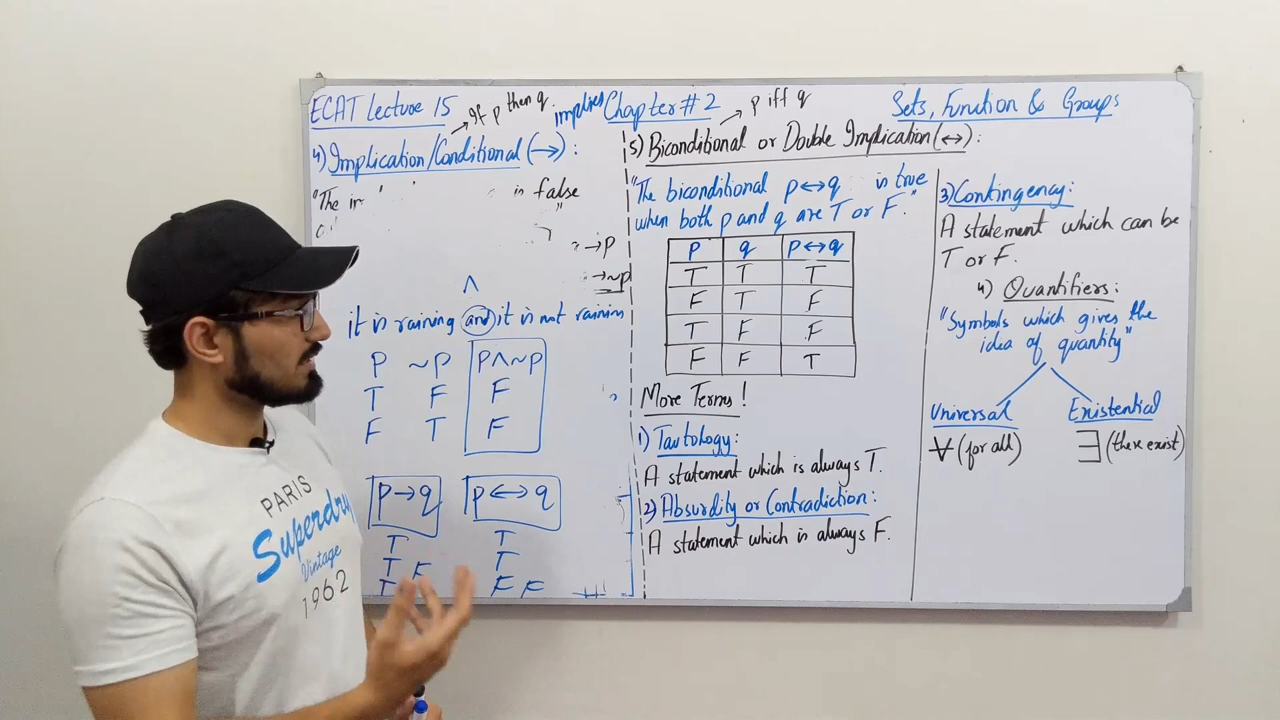 ECAT Lecture 15
If p then q
implies
Chapter # 2
p iff q
Sets, Function & Groups
4) Implication/Conditional (→):
"The in
is false
"
→p
→~p
∧
it is raining and it is not raining
P ~P P∧~P
T F F
F T F
p→q p↔q
T T
T T
T F F F
5) Biconditional or Double Implication (↔):
"The biconditional p↔q is true
when both p and q are T or F."
p q p↔q
T T T
F T F
T F F
F F T
More Terms!
1) Tautology:
A statement which is always T.
2) Absurdity or Contradiction:
A statement which is always F.
3) Contingency:
A statement which can be
T or F.
4) Quantifiers:
"Symbols which gives the
idea of quantity"
Universal Existential
∀ (for all) ∃ (there exist)
PARIS
Superdry
Vintage
1962